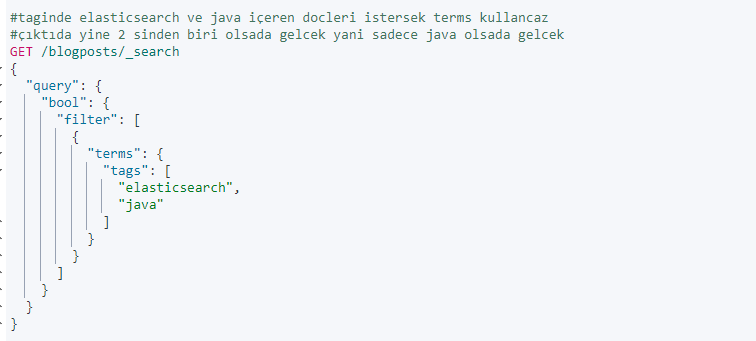 #taginde elasticsearch ve java içeren docleri istersek terms kullancaz
#çıktıda yine 2 sinden biri olsada gelcek yani sadece java olsada gelcek
GET /blogposts/_search
{
  "query": {
    "bool": {
      "filter": [
        {
          "terms": {
            "tags": [
              "elasticsearch",
              "java"
            ]
          }
        }
      ]
    }
  }
}